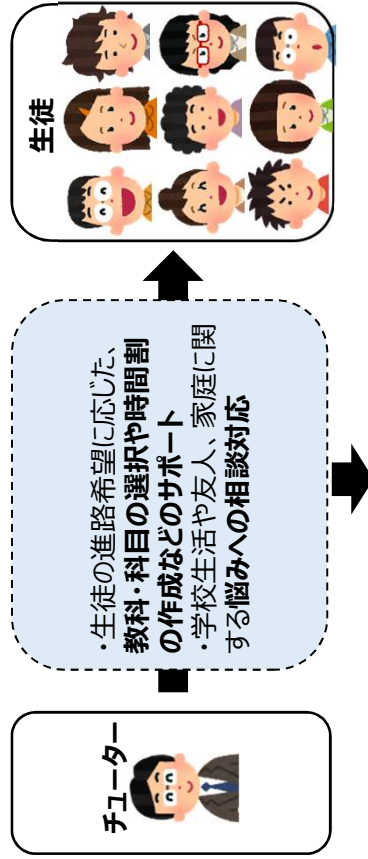 チューター
・生徒の進路希望に応じた、
教科・科目の選択や時間割
の作成などのサポート
・学校生活や友人、家庭に関
する悩みへの相談対応
生徒